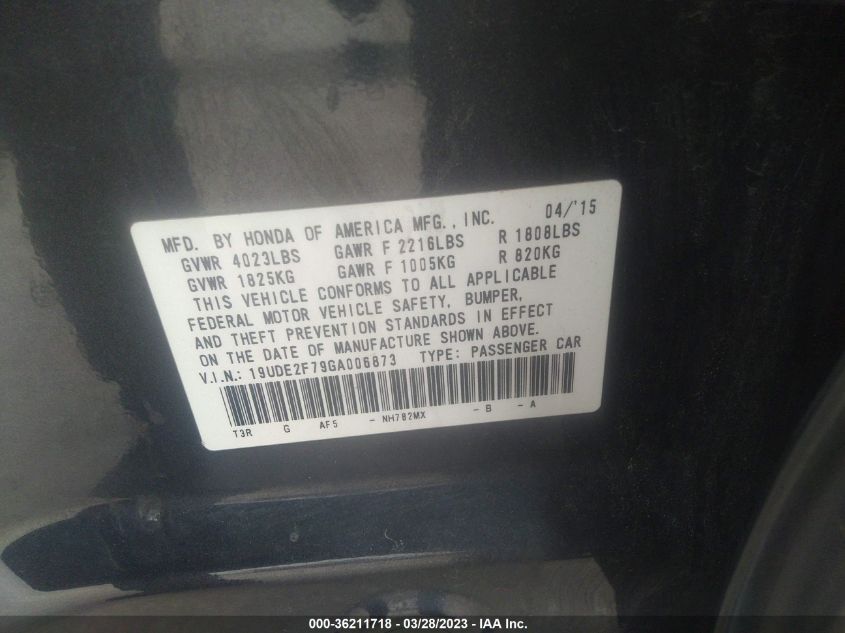 MFD. BY HONDA OF AMERICA MFG., INC. 04/'15
GVWR 4023LBS GAWR F 2216LBS R 1808LBS
GVWR 1825KG GAWR F 1005KG R 820KG
THIS VEHICLE CONFORMS TO ALL APPLICABLE
FEDERAL MOTOR VEHICLE SAFETY, BUMPER,
AND THEFT PREVENTION STANDARDS IN EFFECT
ON THE DATE OF MANUFACTURE SHOWN ABOVE.
V.I.N.: 19UDE2F79GA006873 TYPE: PASSENGER CAR
T3R G AF5 - NH782MX - B - A
000-36211718 — 03/28/2023 — IAA Inc.